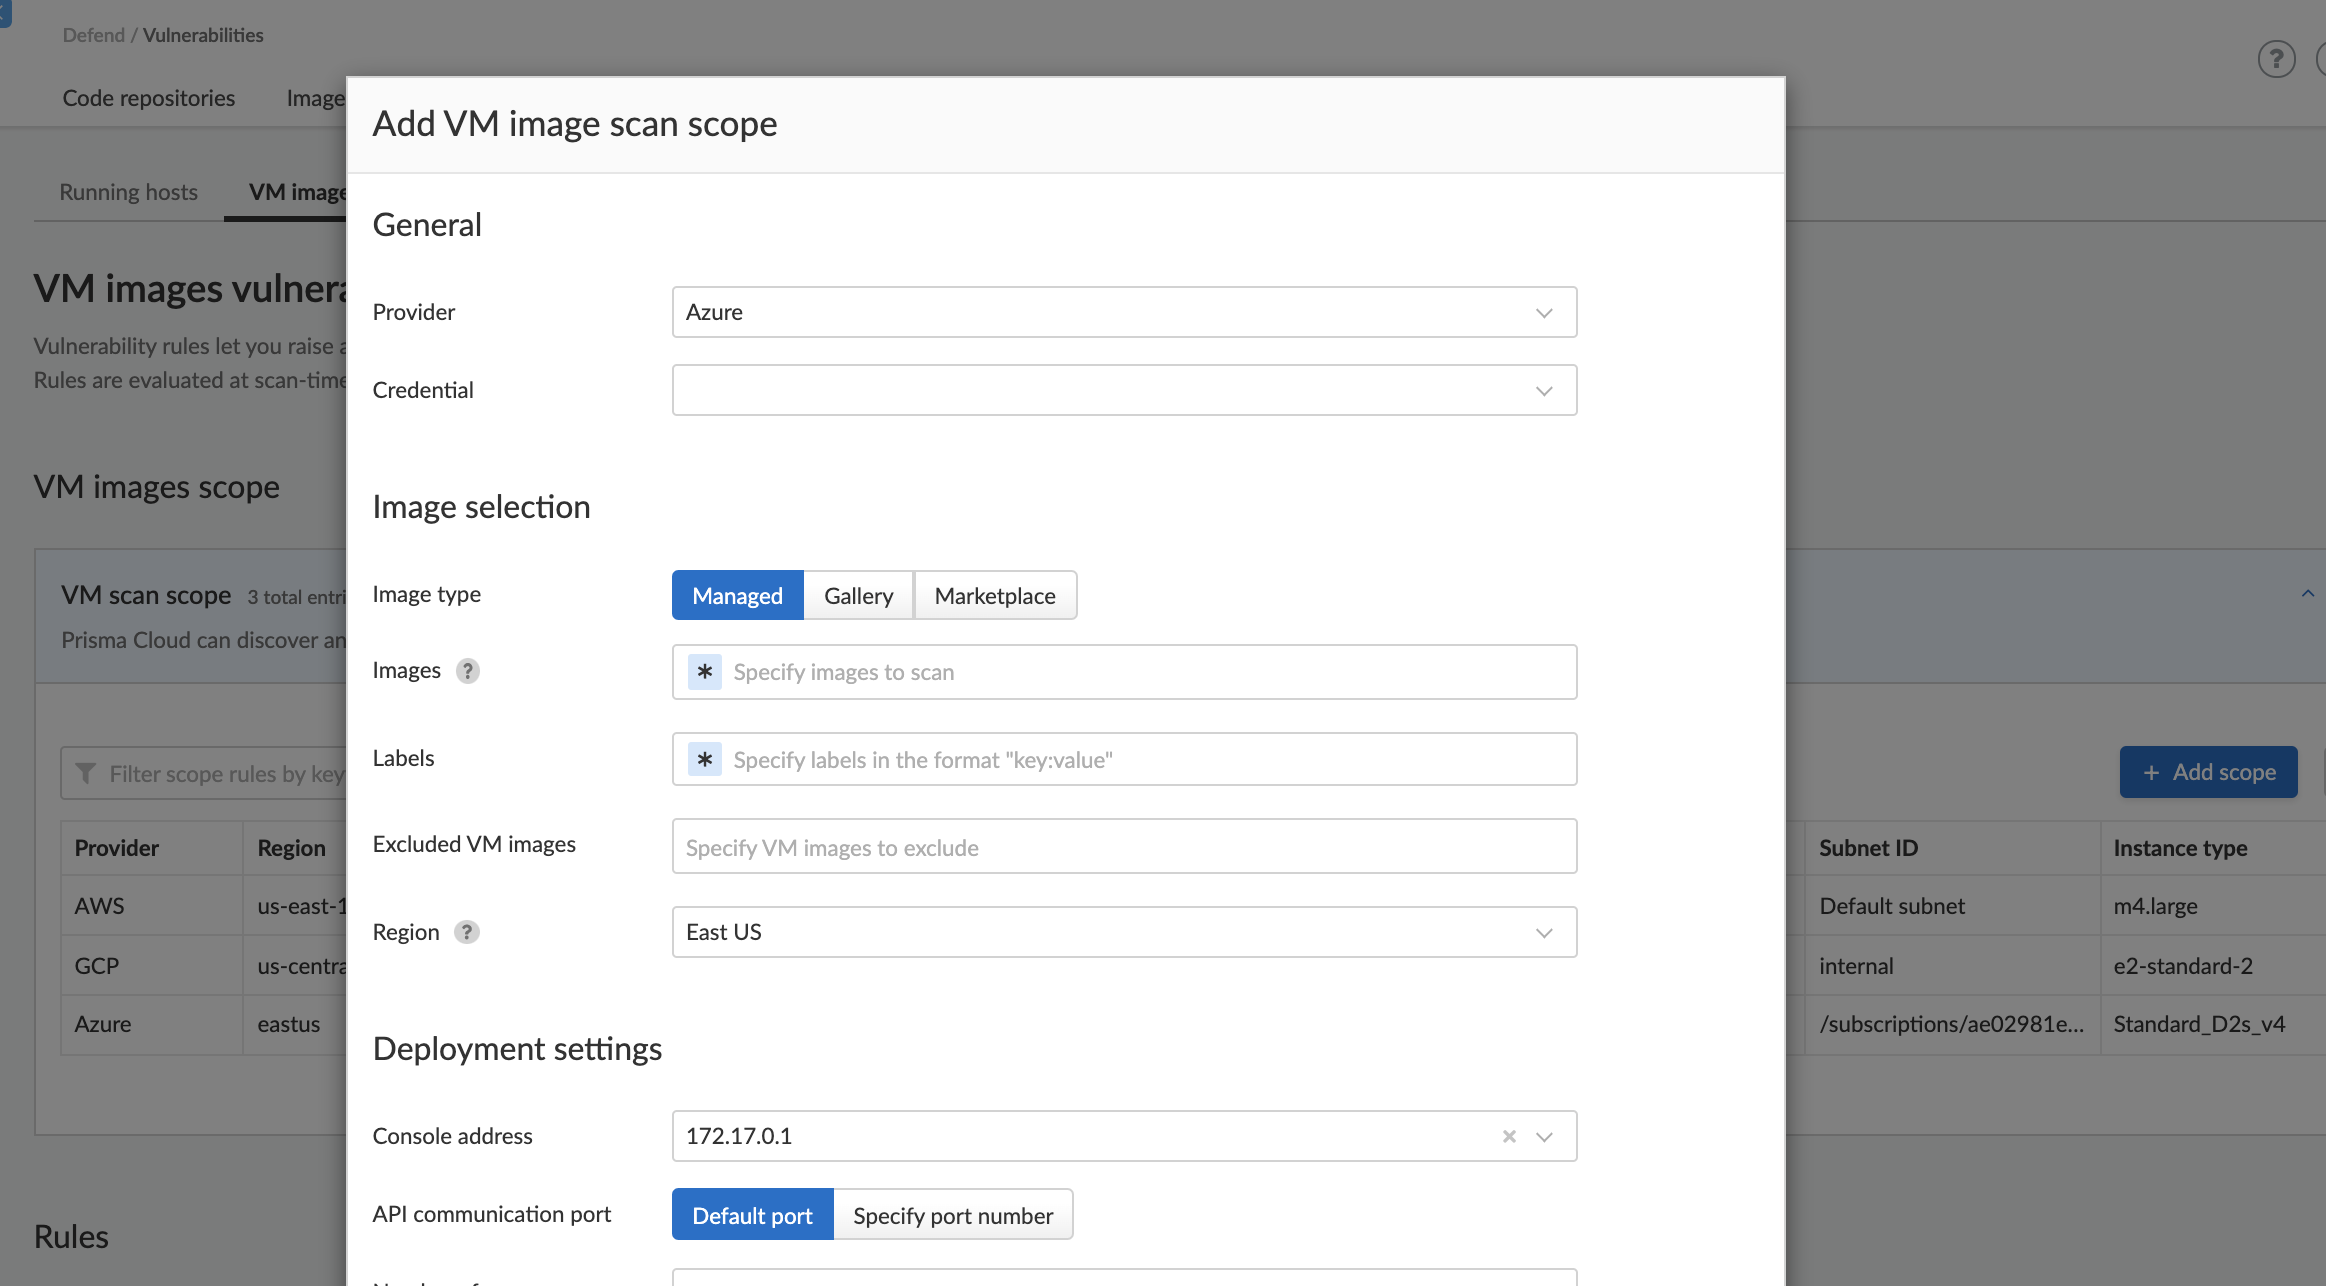 Defend / Vulnerabilities
Code repositories Image
Add VM image scan scope
Running hosts VM image
General
VM images vulnera
Provider Azure
Vulnerability rules let you raise a
Rules are evaluated at scan-time
Credential
VM images scope
Image selection
VM scan scope 3 total entri
Prisma Cloud can discover an
Image type Managed Gallery Marketplace
Images ? * Specify images to scan
Labels * Specify labels in the format "key:value"
Filter scope rules by key
+ Add scope
Excluded VM images Specify VM images to exclude
Provider Region Subnet ID Instance type
AWS us-east-1 Default subnet m4.large
Region ? East US
GCP us-centra internal e2-standard-2
Azure eastus /subscriptions/ae02981e... Standard_D2s_v4
Deployment settings
Console address 172.17.0.1
API communication port Default port Specify port number
Rules